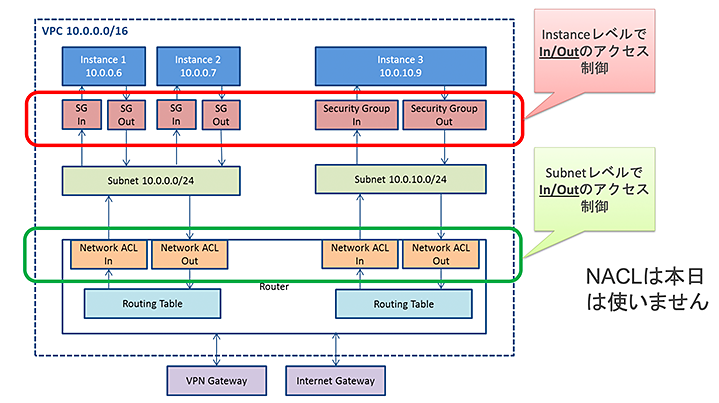 VPC 10.0.0.0/16
Instance 1
10.0.0.6
Instance 2
10.0.0.7
Instance 3
10.0.10.9
SG
In
SG
Out
SG
In
SG
Out
Security Group
In
Security Group
Out
Subnet 10.0.0.0/24
Subnet 10.0.10.0/24
Network ACL
In
Network ACL
Out
Network ACL
In
Network ACL
Out
Router
Routing Table
Routing Table
VPN Gateway
Internet Gateway
Instanceレベルで
In/Outのアクセス
制御
Subnetレベルで
In/Outのアクセス
制御
NACLは本日
は使いません